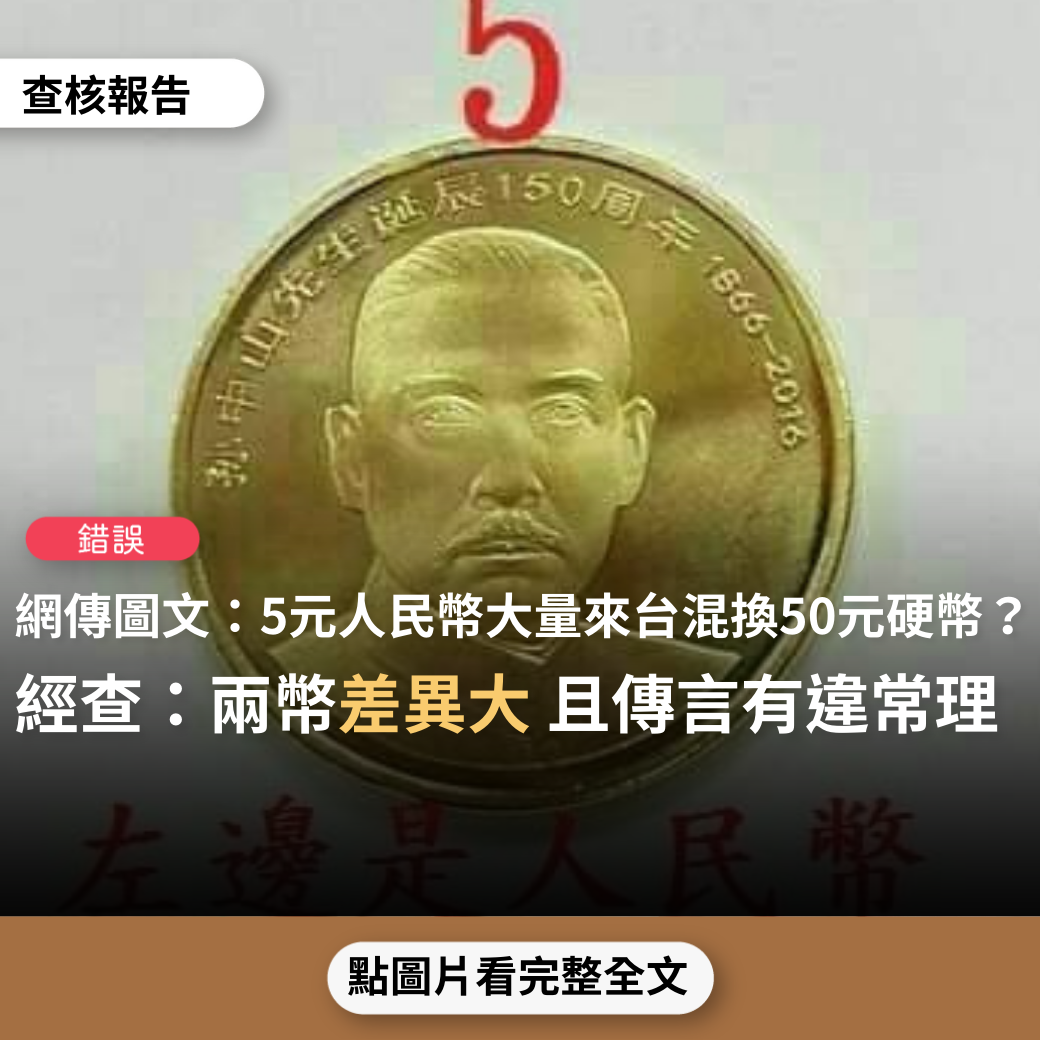 5
查核報告
孫中山先生誕辰150周年 1866-2016
錯誤
網傳圖文：5元人民幣大量來台混換50元硬幣？
經查：兩幣差異大 且傳言有違常理
左邊是人民幣
點圖片看完整全文